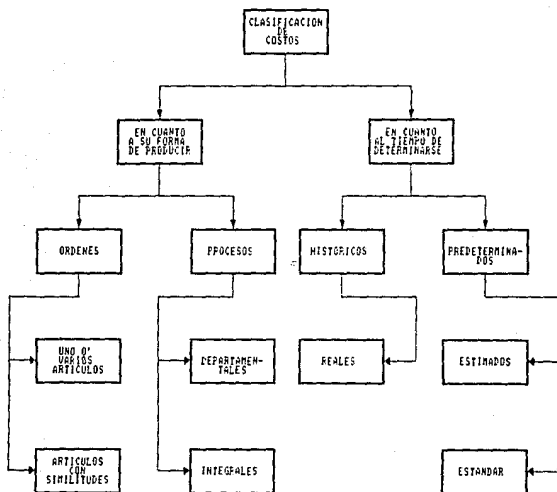 CLASIFICACION
DE
COSTOS
EN CUANTO
A SU FORMA
DE PRODUCIR
EN CUANTO
AL TIEMPO DE
DETERMINARSE
ORDENES
PROCESOS
HISTORICOS
PREDETERMINA-
DOS
UNO O'
VARIOS
ARTICULOS
DEPARTAMEN-
TALES
REALES
ESTIMADOS
ARTICULOS
CON
SIMILITUDES
INTEGRALES
ESTANDAR